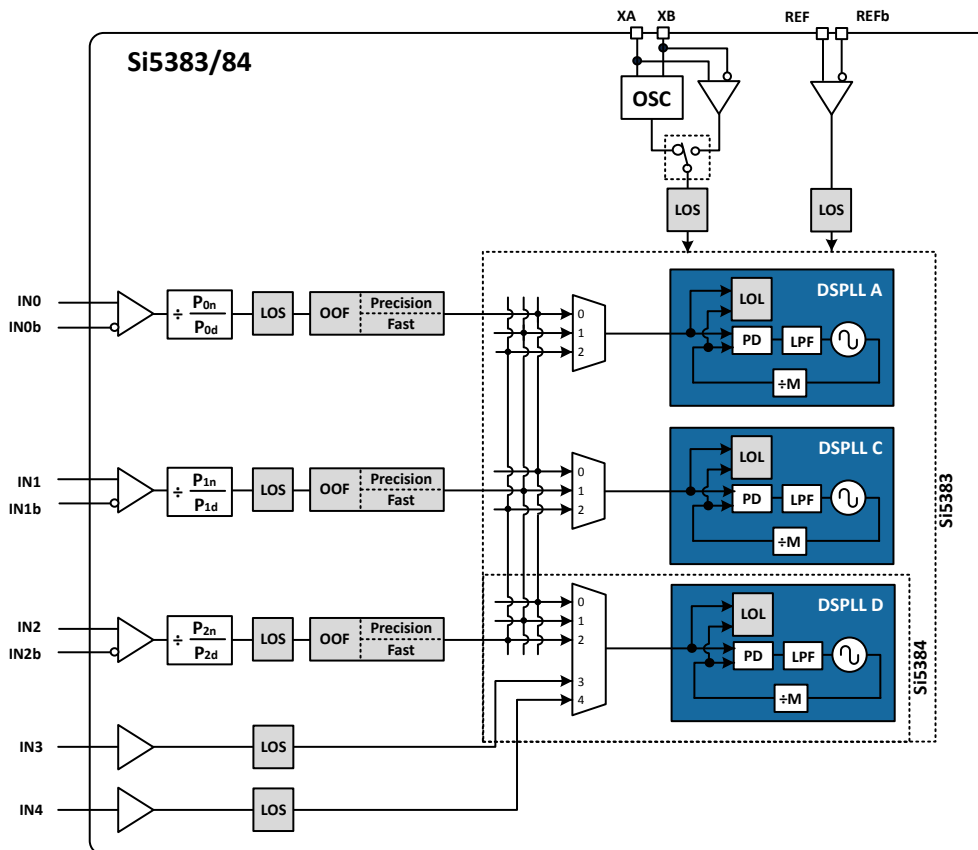 XA XB REF REFb
Si5383/84
OSC
LOS LOS
DSPLL A
IN0
IN0b
÷ P0n / P0d
LOS
OOF
Precision
Fast
0
1
2
LOL
PD LPF
÷M
DSPLL C
IN1
IN1b
÷ P1n / P1d
LOS
OOF
Precision
Fast
0
1
2
LOL
PD LPF
÷M
Si5383
DSPLL D
IN2
IN2b
÷ P2n / P2d
LOS
OOF
Precision
Fast
0
1
2
3
4
LOL
PD LPF
÷M
Si5384
IN3
LOS
IN4
LOS